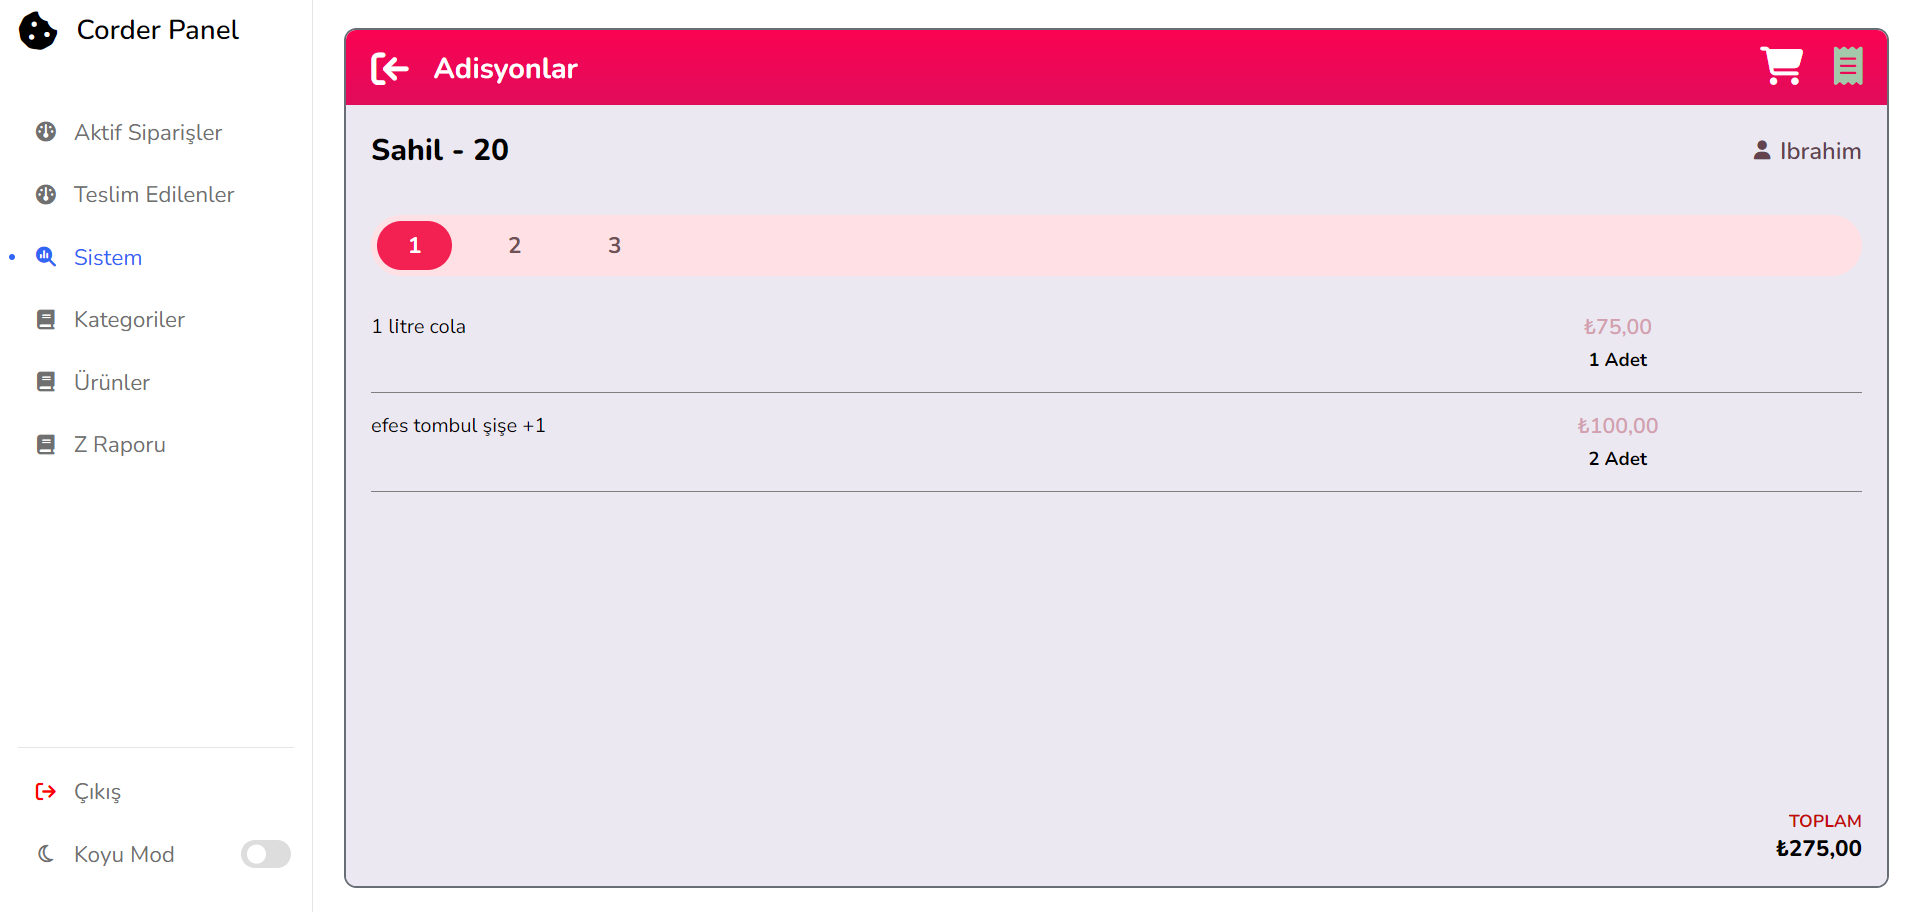 Corder Panel
Aktif Siparişler
Teslim Edilenler
Sistem
Kategoriler
Ürünler
Z Raporu
Çıkış
Koyu Mod
Adisyonlar
Sahil - 20
Ibrahim
1 2 3
1 litre cola
₺75,00
1 Adet
efes tombul şişe +1
₺100,00
2 Adet
TOPLAM
₺275,00